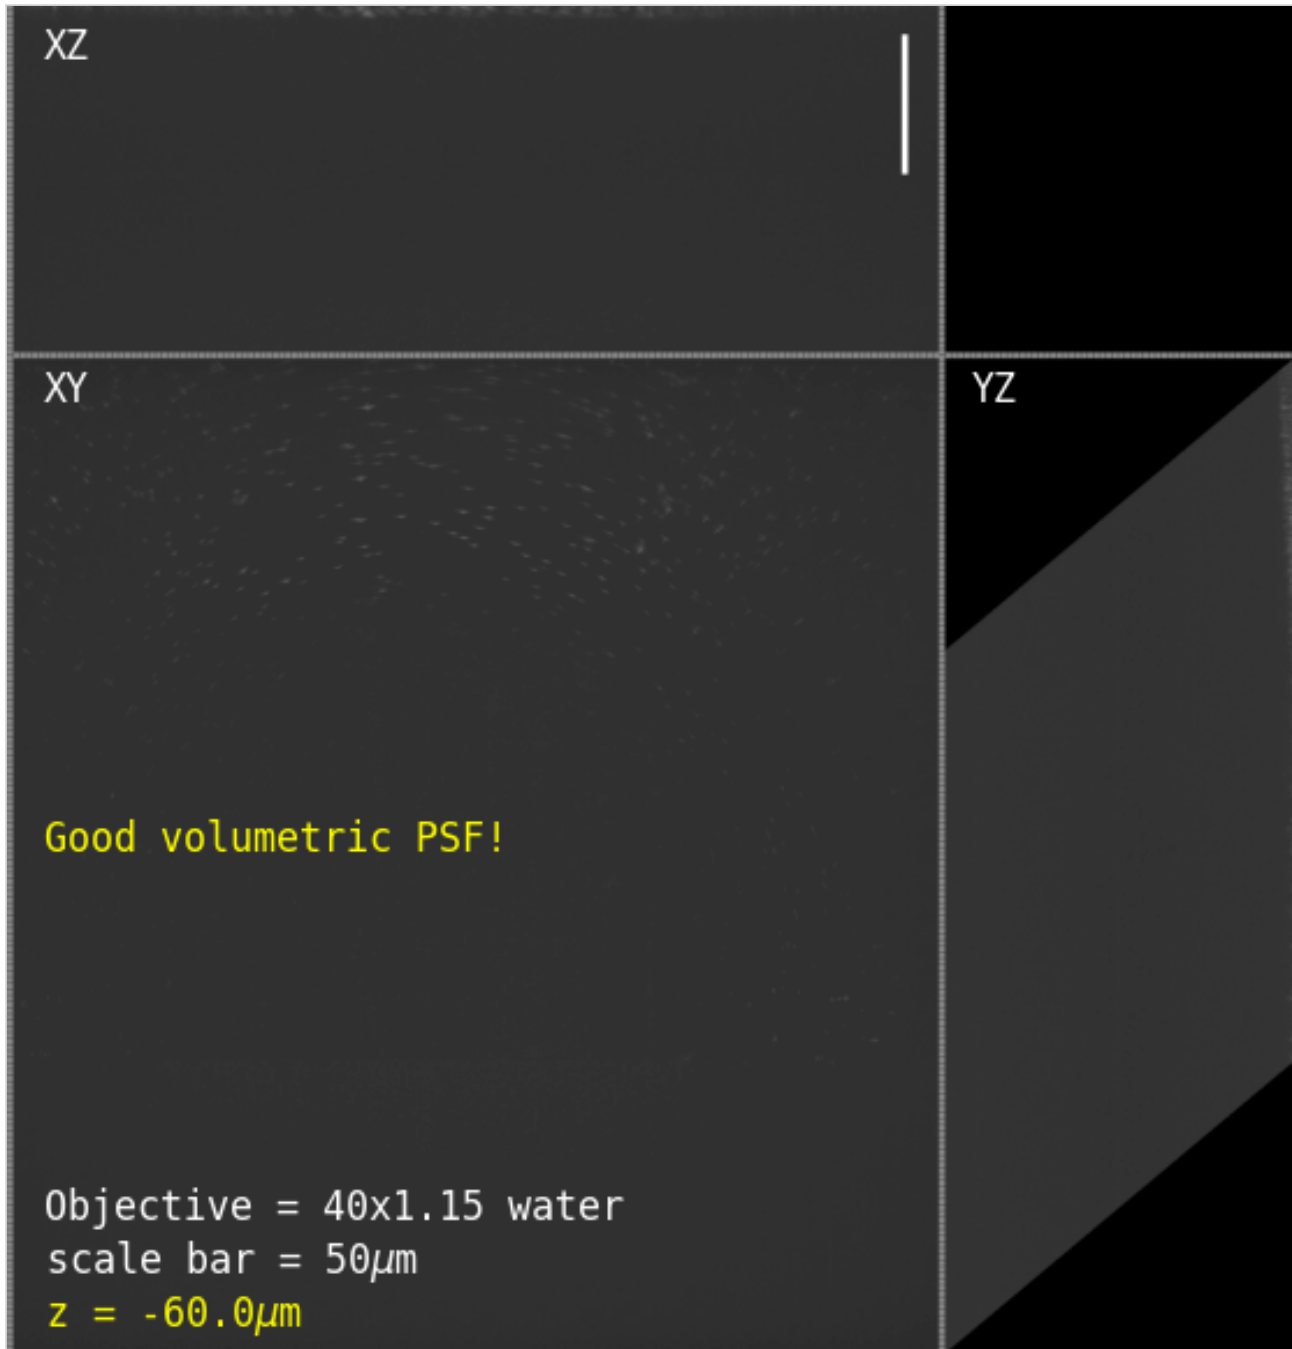 XZ
XY
YZ
Good volumetric PSF!
Objective = 40x1.15 water
scale bar = 50μm
z = -60.0μm